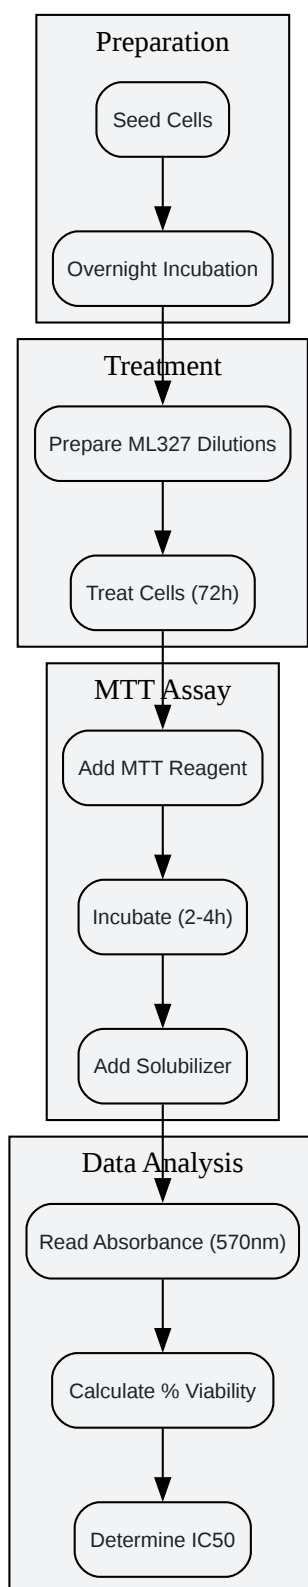 Preparation
Seed Cells
Overnight Incubation
Treatment
Prepare ML327 Dilutions
Treat Cells (72h)
MTT Assay
Add MTT Reagent
Incubate (2-4h)
Add Solubilizer
Data Analysis
Read Absorbance (570nm)
Calculate % Viability
Determine IC50